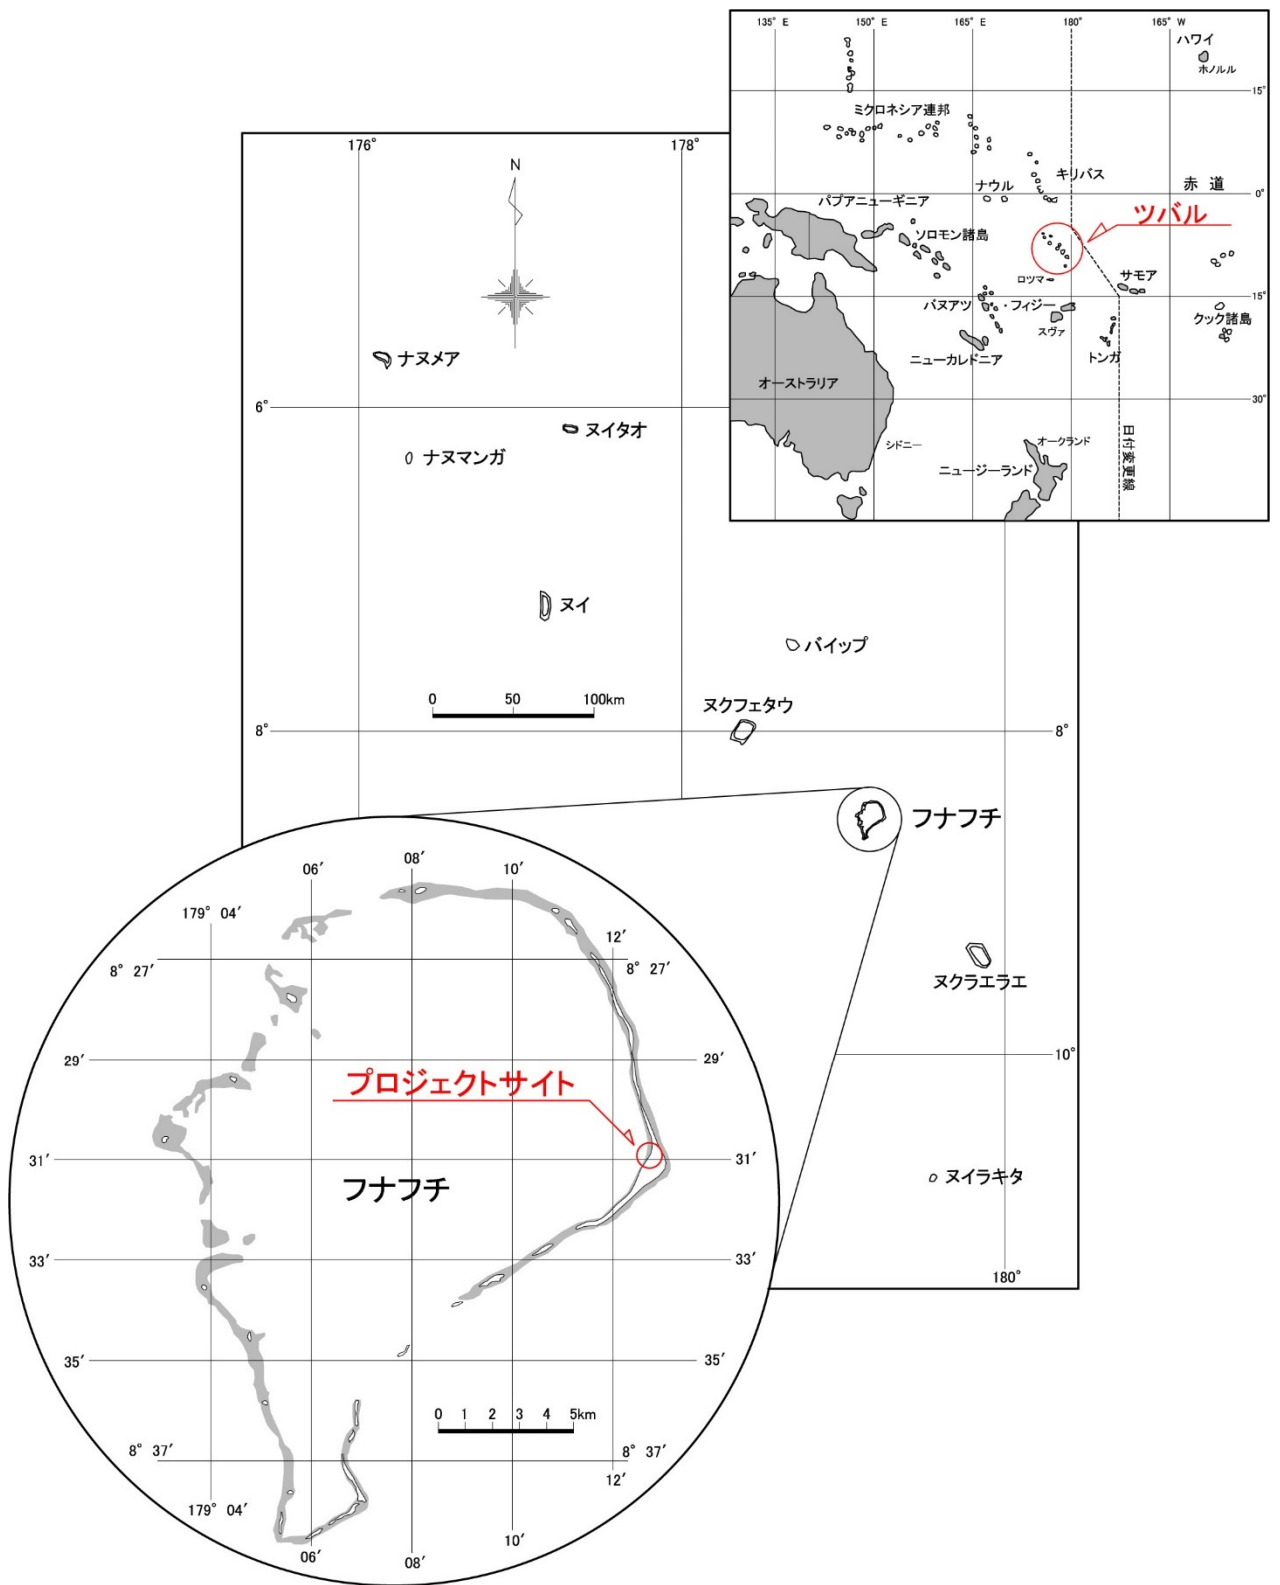 135° E
150° E
165° E
180°
165° W
ハワイ
ホノルル
15°
ミクロネシア連邦
キリバス
ナウル
赤 道
0°
パプアニューギニア
ツバル
ソロモン諸島
ロツマ
サモア
15°
バヌアツ
・フィジー
スヴァ
クック諸島
ニューカレドニア
トンガ
オーストラリア
30°
日付変更線
シドニー
オークランド
ニュージーランド
176°
178°
N
ナヌメア
6°
ヌイタオ
ナヌマンガ
ヌイ
バイップ
0 50 100km
ヌクフェタウ
8°
8°
フナフチ
ヌクラエラエ
10°
ヌイラキタ
180°
179° 04′
06′
08′
10′
12′
8° 27′
8° 27′
29′
29′
プロジェクトサイト
31′
31′
フナフチ
33′
33′
35′
35′
0 1 2 3 4 5km
8° 37′
8° 37′
179° 04′
06′
08′
10′
12′